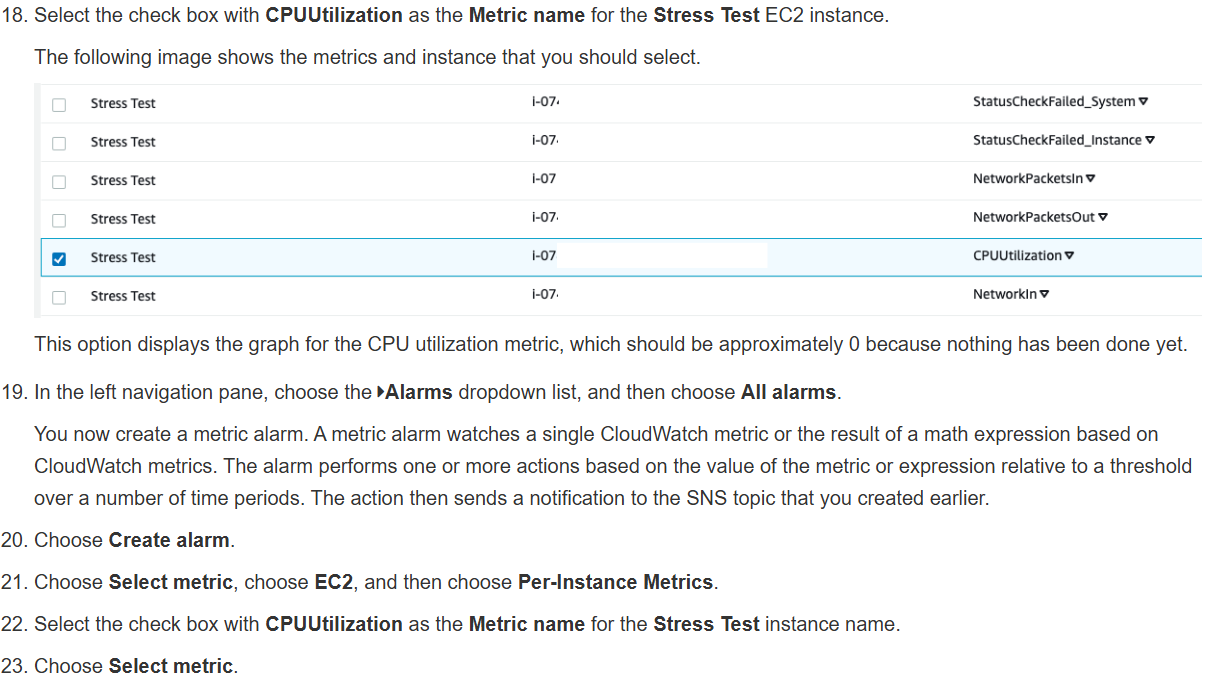 18. Select the check box with CPUUtilization as the Metric name for the Stress Test EC2 instance.
The following image shows the metrics and instance that you should select.
Stress Test i-07 StatusCheckFailed_System
Stress Test i-07 StatusCheckFailed_Instance
Stress Test i-07 NetworkPacketsIn
Stress Test i-07 NetworkPacketsOut
Stress Test i-07 CPUUtilization
Stress Test i-07 NetworkIn
This option displays the graph for the CPU utilization metric, which should be approximately 0 because nothing has been done yet.
19. In the left navigation pane, choose the Alarms dropdown list, and then choose All alarms.
You now create a metric alarm. A metric alarm watches a single CloudWatch metric or the result of a math expression based on
CloudWatch metrics. The alarm performs one or more actions based on the value of the metric or expression relative to a threshold
over a number of time periods. The action then sends a notification to the SNS topic that you created earlier.
20. Choose Create alarm.
21. Choose Select metric, choose EC2, and then choose Per-Instance Metrics.
22. Select the check box with CPUUtilization as the Metric name for the Stress Test instance name.
23. Choose Select metric.